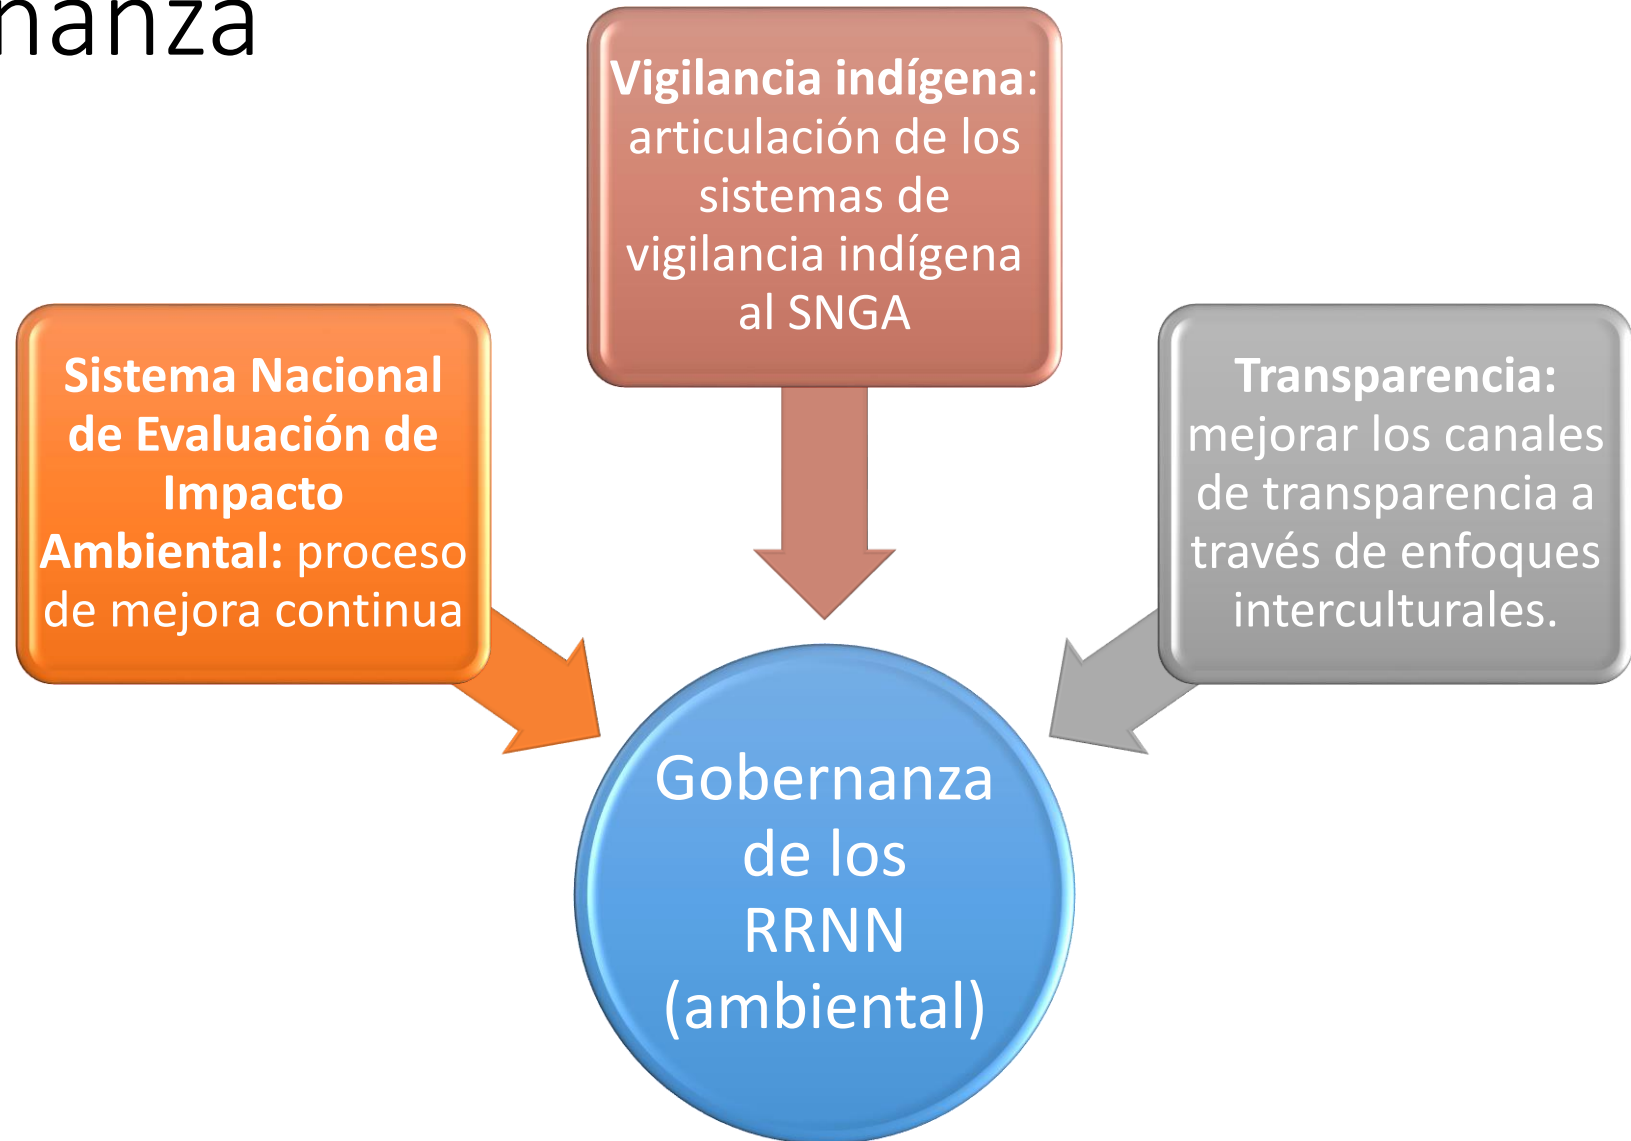 nanza
Vigilancia indígena:
articulación de los
sistemas de
vigilancia indígena
al SNGA
Sistema Nacional
de Evaluación de
Impacto
Ambiental: proceso
de mejora continua
Transparencia:
mejorar los canales
de transparencia a
través de enfoques
interculturales.
Gobernanza
de los
RRNN
(ambiental)